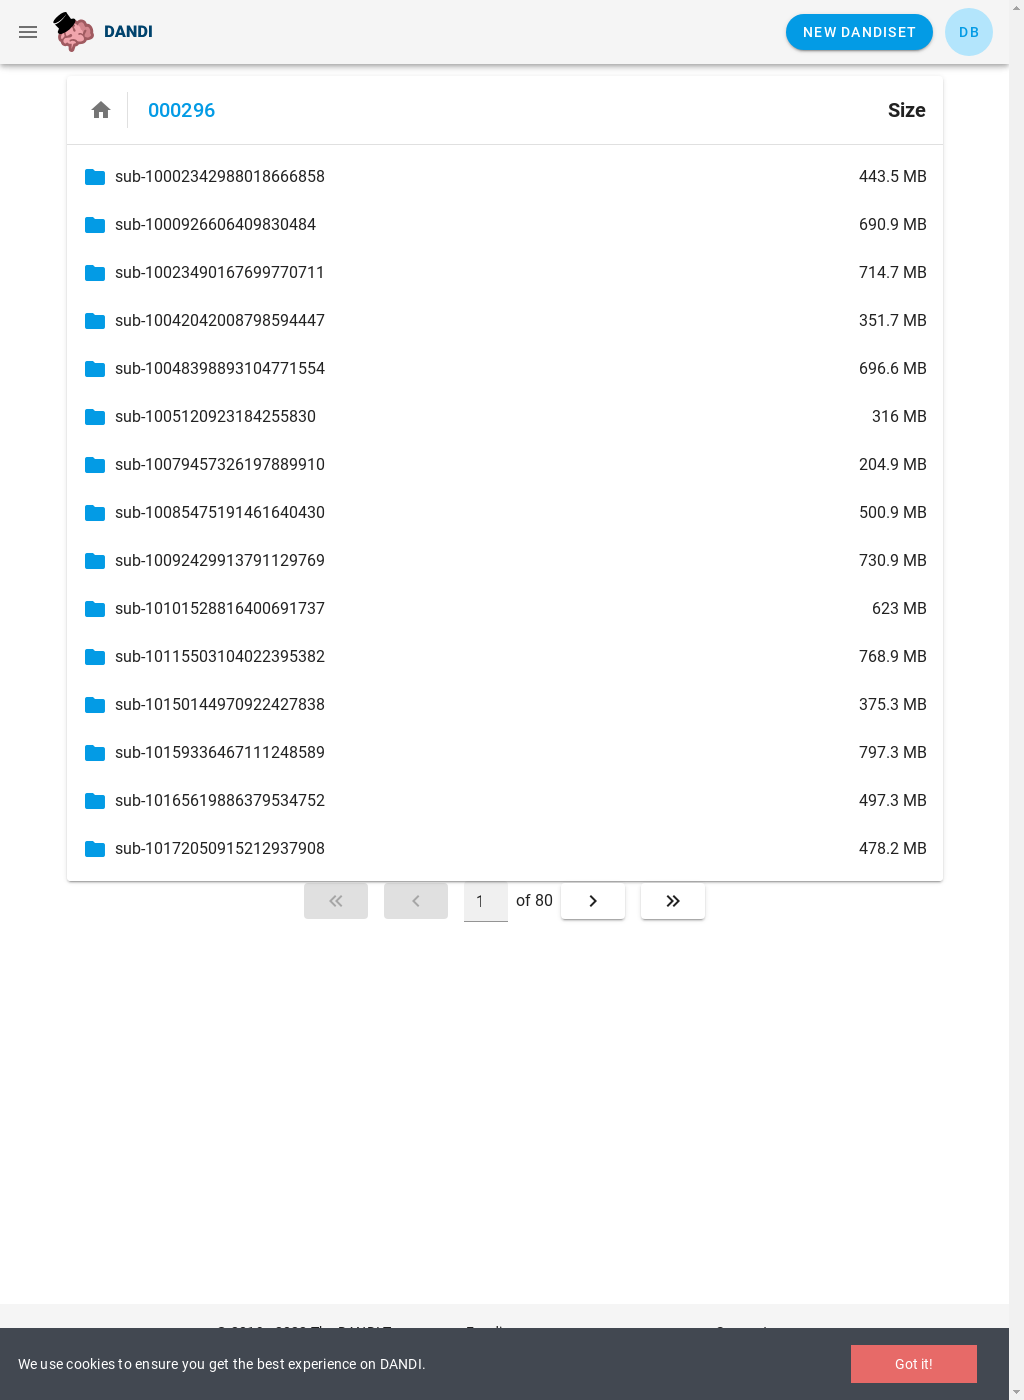 DANDI
NEW DANDISET
DB
000296
Size
sub-10002342988018666858 443.5 MB
sub-1000926606409830484 690.9 MB
sub-10023490167699770711 714.7 MB
sub-10042042008798594447 351.7 MB
sub-10048398893104771554 696.6 MB
sub-1005120923184255830 316 MB
sub-10079457326197889910 204.9 MB
sub-10085475191461640430 500.9 MB
sub-10092429913791129769 730.9 MB
sub-10101528816400691737 623 MB
sub-10115503104022395382 768.9 MB
sub-10150144970922427838 375.3 MB
sub-10159336467111248589 797.3 MB
sub-10165619886379534752 497.3 MB
sub-10172050915212937908 478.2 MB
1 of 80
We use cookies to ensure you get the best experience on DANDI.
Got it!